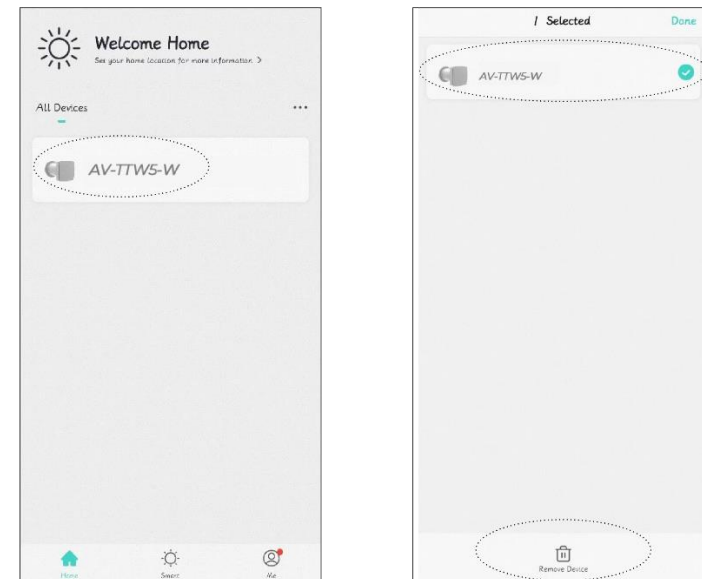 Welcome Home
Set your home location for more information >
All Devices
...
AV-TTW5-W
Home
Smart
Me
1 Selected
Done
AV-TTW5-W
Remove Device